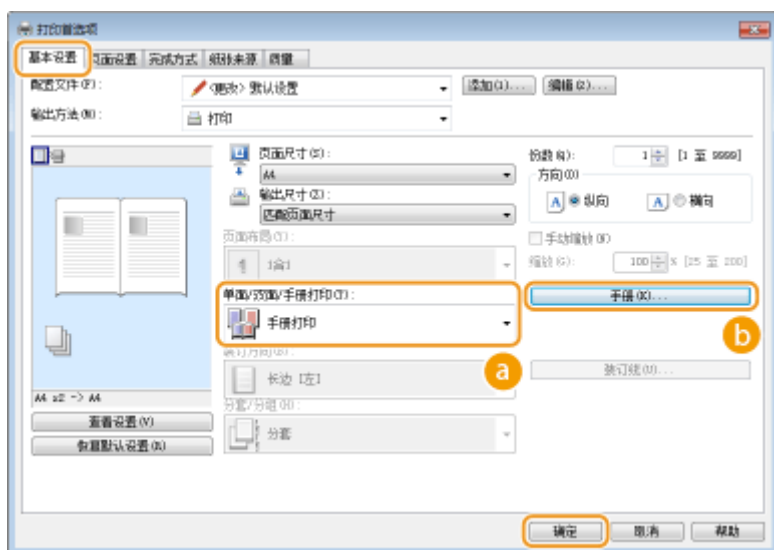 打印首选项
基本设置 页面设置 完成方式 纸张来源 质量
配置文件(F): <更改> 默认设置 添加(1)... 编辑(2)...
输出方法(M): 打印
页面尺寸(S): 份数(Q): 1 [1 至 9999]
A4 方向(O)
输出尺寸(Z): A 纵向 A 横向
匹配页面尺寸
页面布局(T): 手动缩放(W)
1 1合1 缩放(G): 100 % [25 至 200]
单面/双面/手册打印(T): 手册(K)...
手册打印 b
a
装订方向(B): 装订线(U)...
长边 [左]
A4 x2 -> A4 分套/分组(H):
查看设置(V) 分套
恢复默认设置(R)
确定 取消 帮助